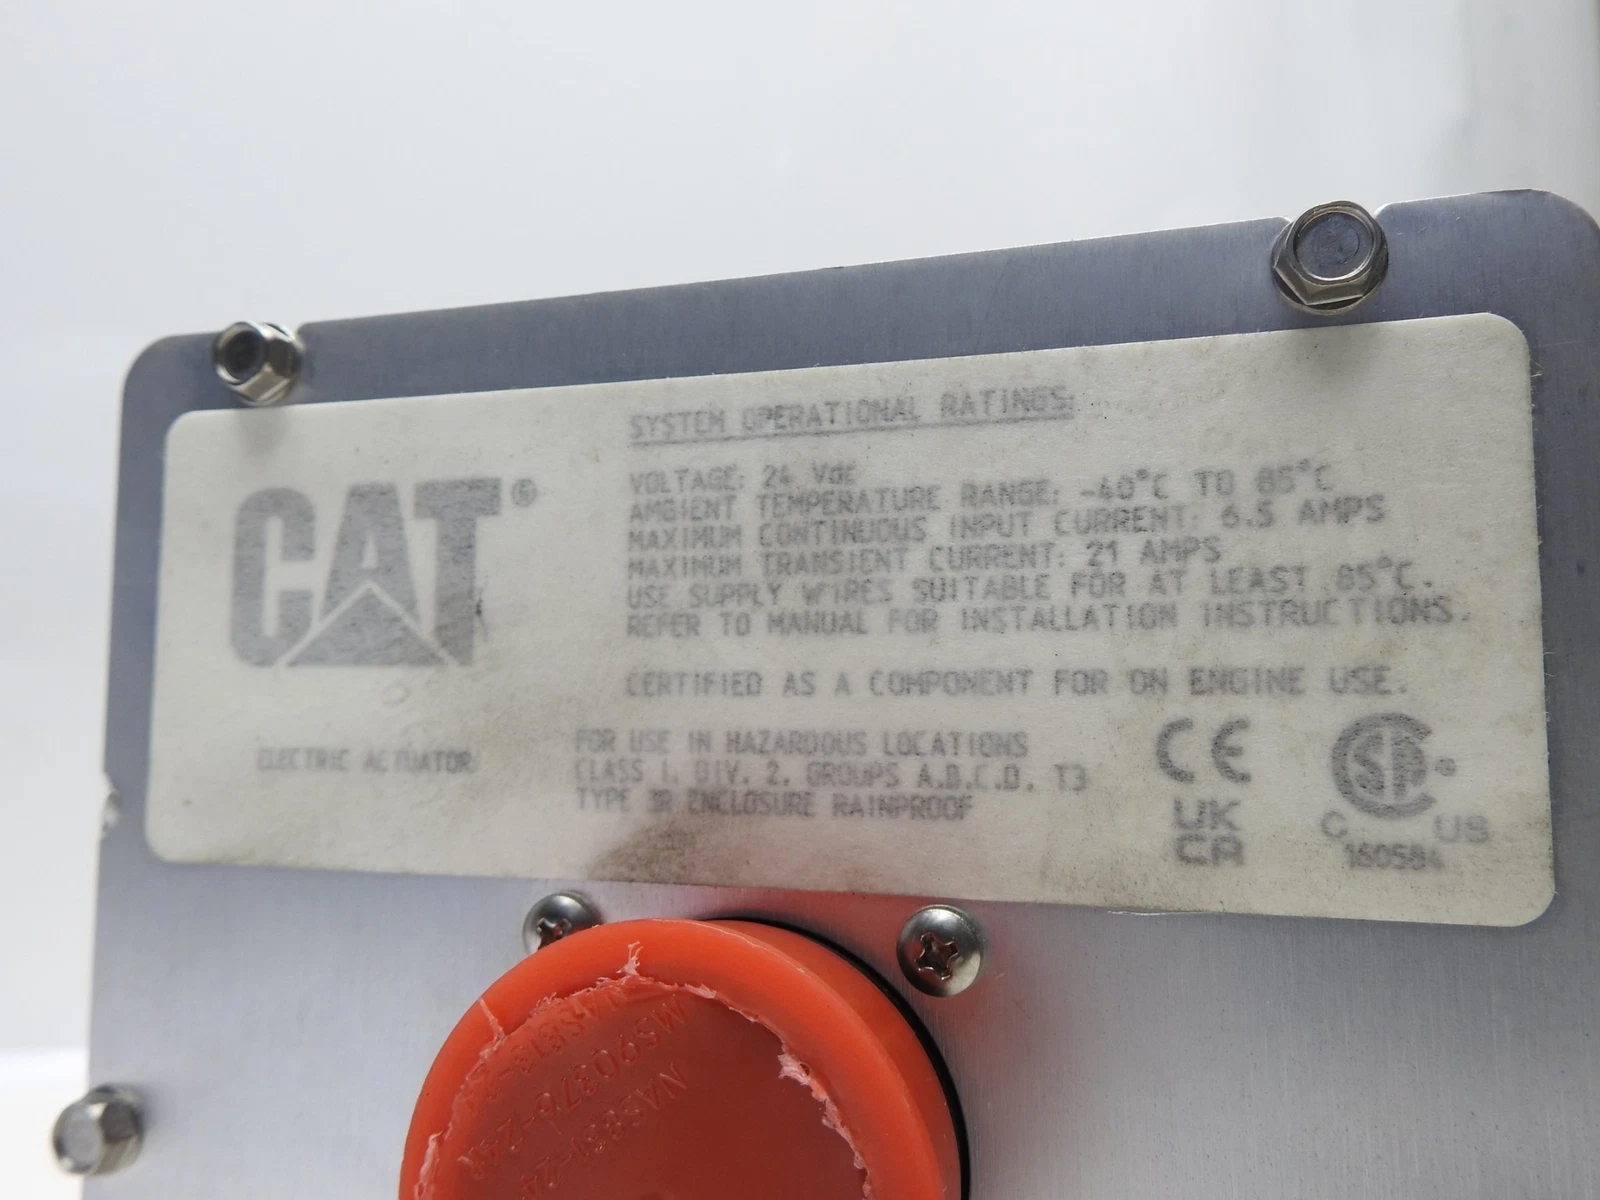 CAT®
ELECTRIC ACTUATOR
SYSTEM OPERATIONAL RATINGS:
VOLTAGE: 24 Vdc
AMBIENT TEMPERATURE RANGE: -40°C TO 85°C
MAXIMUM CONTINUOUS INPUT CURRENT: 6.5 AMPS
MAXIMUM TRANSIENT CURRENT: 21 AMPS
USE SUPPLY WIRES SUITABLE FOR AT LEAST 85°C.
REFER TO MANUAL FOR INSTALLATION INSTRUCTIONS.
CERTIFIED AS A COMPONENT FOR ON ENGINE USE.
FOR USE IN HAZARDOUS LOCATIONS
CLASS I, DIV. 2, GROUPS A,B,C,D, T3
TYPE 3R ENCLOSURE RAINPROOF
CE
UK
CA
CSA®
C US
160584
MS90376-24R